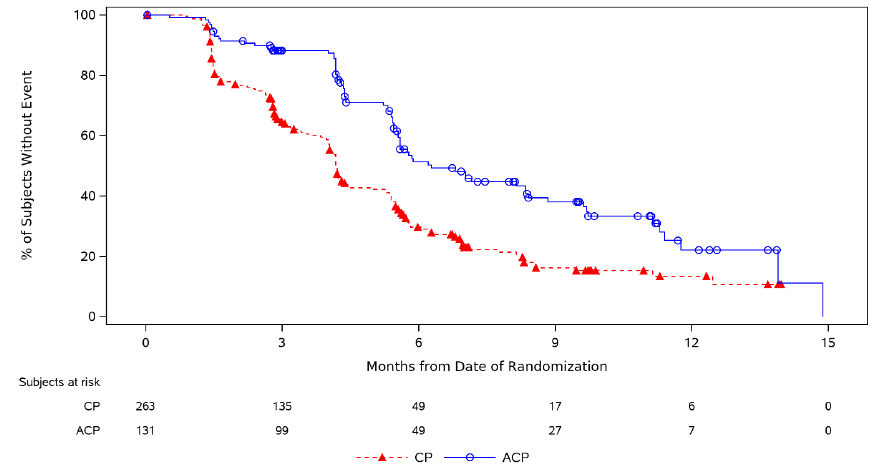 100
80
60
40
20
0
% of Subjects Without Event
0 3 6 9 12 15
Months from Date of Randomization
Subjects at risk
CP 263 135 49 17 6 0
ACP 131 99 49 27 7 0
CP ACP